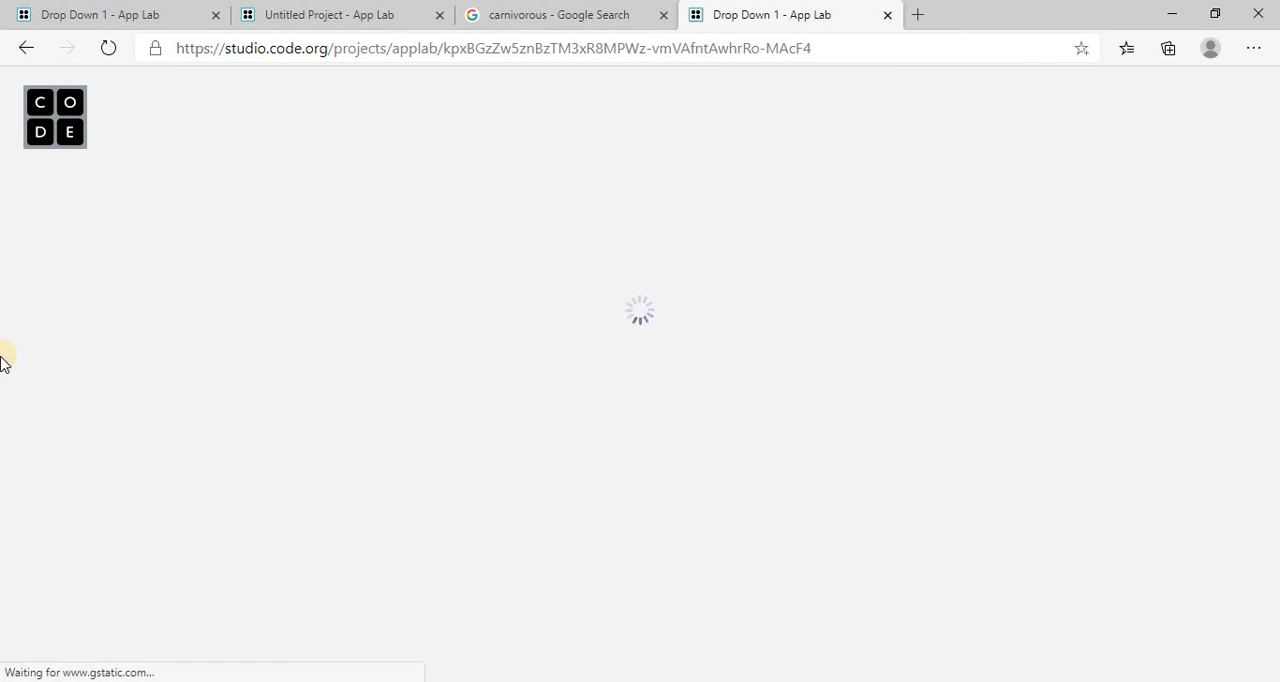 Drop Down 1 - App Lab
Untitled Project - App Lab
carnivorous - Google Search
Drop Down 1 - App Lab
https://studio.code.org/projects/applab/kpxBGzZw5znBzTM3xR8MPWz-vmVAfntAwhrRo-MAcF4
C O
D E
Waiting for www.gstatic.com...